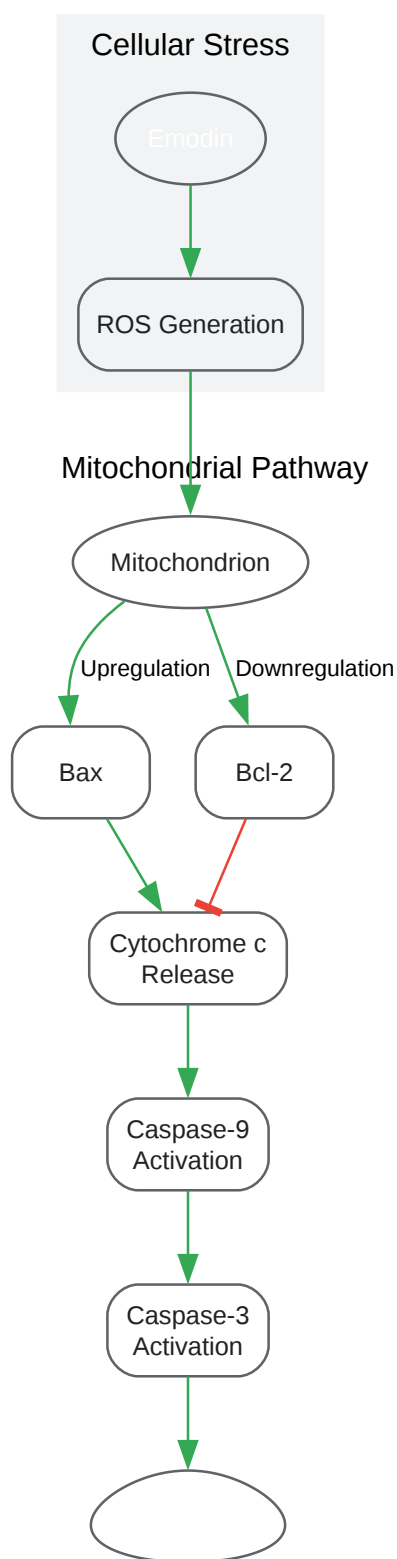 Cellular Stress
Emodin
ROS Generation
Mitochondrial Pathway
Mitochondrion
Upregulation
Downregulation
Bax
Bcl-2
Cytochrome c
Release
Caspase-9
Activation
Caspase-3
Activation